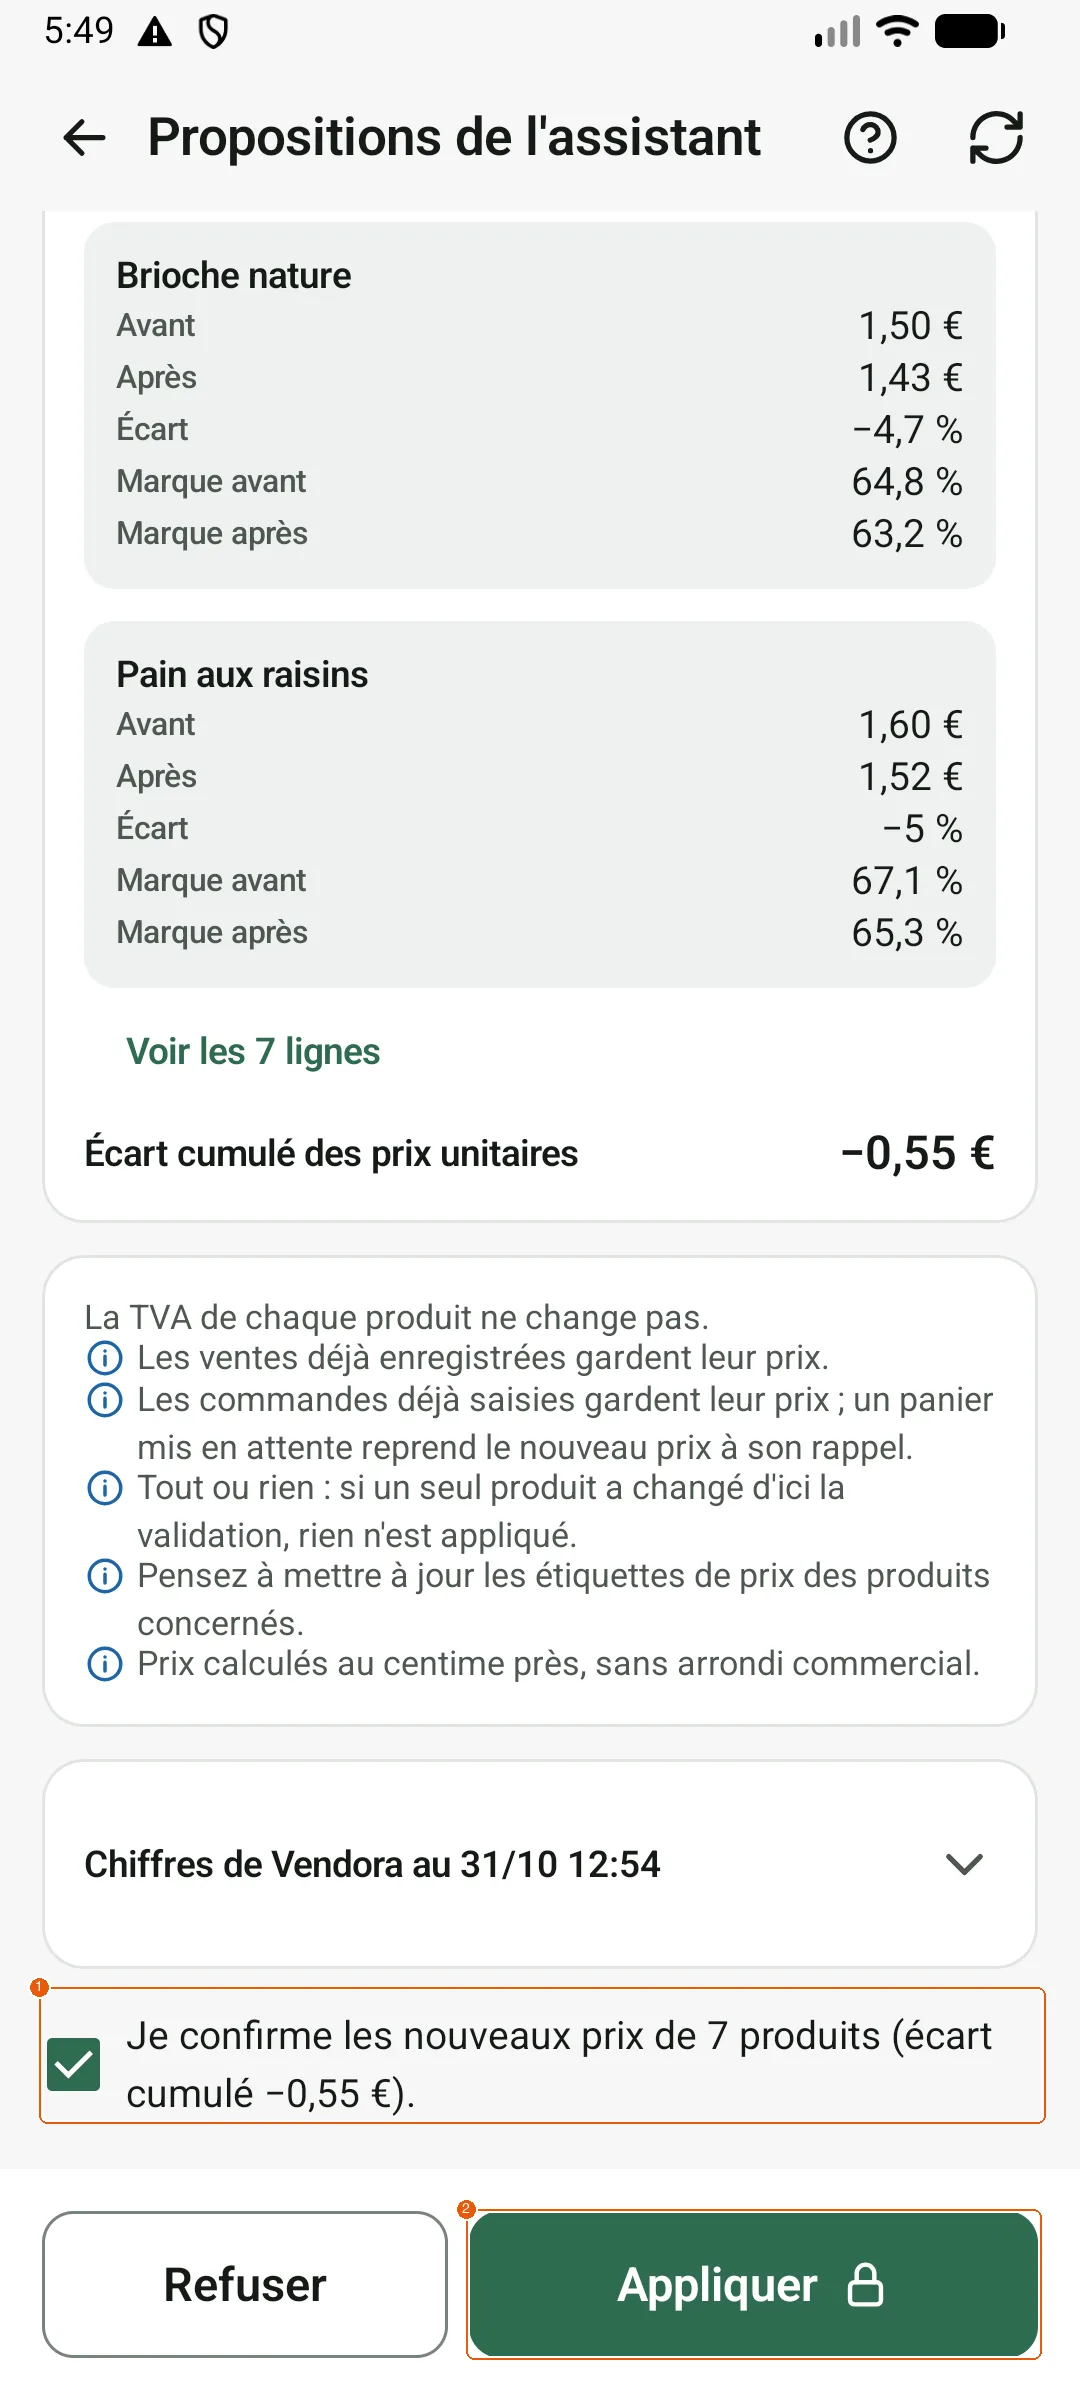 5:49
Propositions de l'assistant
Brioche nature
Avant 1,50 €
Après 1,43 €
Écart −4,7 %
Marque avant 64,8 %
Marque après 63,2 %
Pain aux raisins
Avant 1,60 €
Après 1,52 €
Écart −5 %
Marque avant 67,1 %
Marque après 65,3 %
Voir les 7 lignes
Écart cumulé des prix unitaires −0,55 €
La TVA de chaque produit ne change pas.
Les ventes déjà enregistrées gardent leur prix.
Les commandes déjà saisies gardent leur prix ; un panier
mis en attente reprend le nouveau prix à son rappel.
Tout ou rien : si un seul produit a changé d'ici la
validation, rien n'est appliqué.
Pensez à mettre à jour les étiquettes de prix des produits
concernés.
Prix calculés au centime près, sans arrondi commercial.
Chiffres de Vendora au 31/10 12:54
1
Je confirme les nouveaux prix de 7 produits (écart
cumulé −0,55 €).
2
Refuser Appliquer